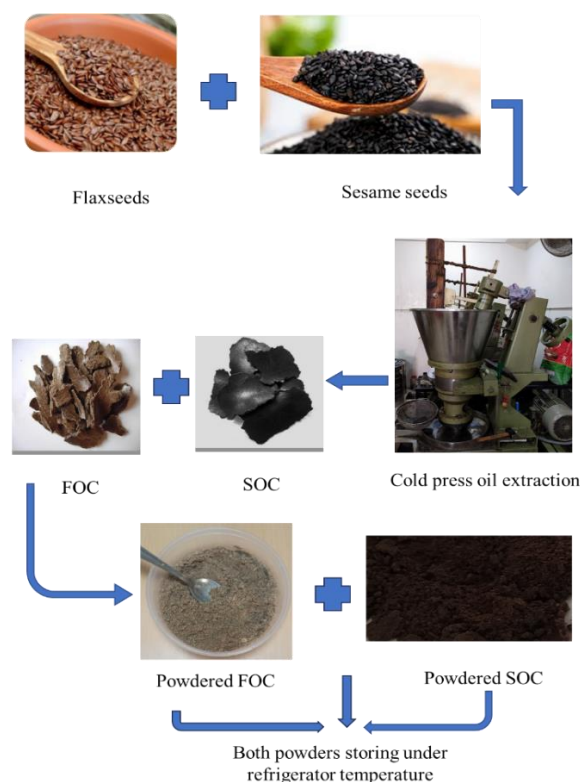 Flaxseeds
Sesame seeds
Cold press oil extraction
FOC
SOC
Powdered FOC
Powdered SOC
Both powders storing under
refrigerator temperature